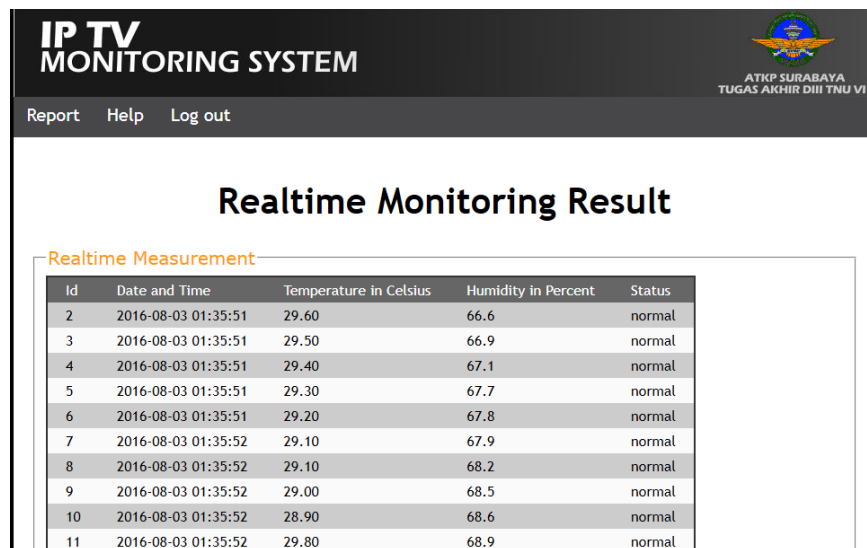 IP TV
MONITORING SYSTEM
ATKP SURABAYA
TUGAS AKHIR DIII TNU VI
Report Help Log out
Realtime Monitoring Result
Realtime Measurement
Id Date and Time Temperature in Celsius Humidity in Percent Status
2 2016-08-03 01:35:51 29.60 66.6 normal
3 2016-08-03 01:35:51 29.50 66.9 normal
4 2016-08-03 01:35:51 29.40 67.1 normal
5 2016-08-03 01:35:51 29.30 67.7 normal
6 2016-08-03 01:35:51 29.20 67.8 normal
7 2016-08-03 01:35:52 29.10 67.9 normal
8 2016-08-03 01:35:52 29.10 68.2 normal
9 2016-08-03 01:35:52 29.00 68.5 normal
10 2016-08-03 01:35:52 28.90 68.6 normal
11 2016-08-03 01:35:52 29.80 68.9 normal